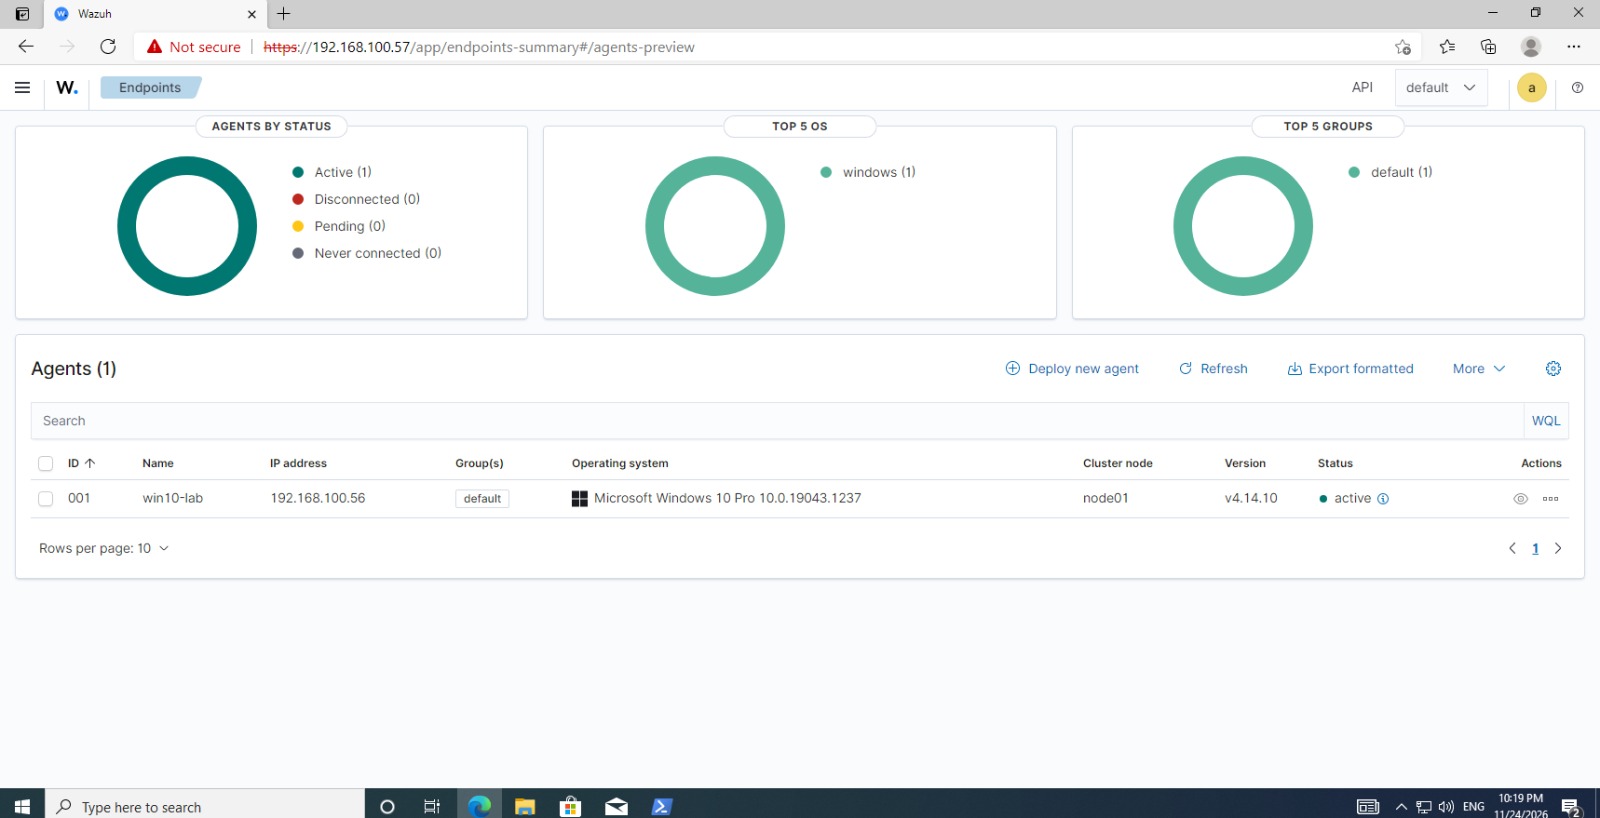 Wazuh
Not secure https://192.168.100.57/app/endpoints-summary#/agents-preview
W. Endpoints API default a
AGENTS BY STATUS
Active (1)
Disconnected (0)
Pending (0)
Never connected (0)
TOP 5 OS
windows (1)
TOP 5 GROUPS
default (1)
Agents (1) Deploy new agent Refresh Export formatted More
Search WQL
ID Name IP address Group(s) Operating system Cluster node Version Status Actions
001 win10-lab 192.168.100.56 default Microsoft Windows 10 Pro 10.0.19043.1237 node01 v4.14.10 active
Rows per page: 10 1
Type here to search ENG 10:19 PM
11/24/2026 2